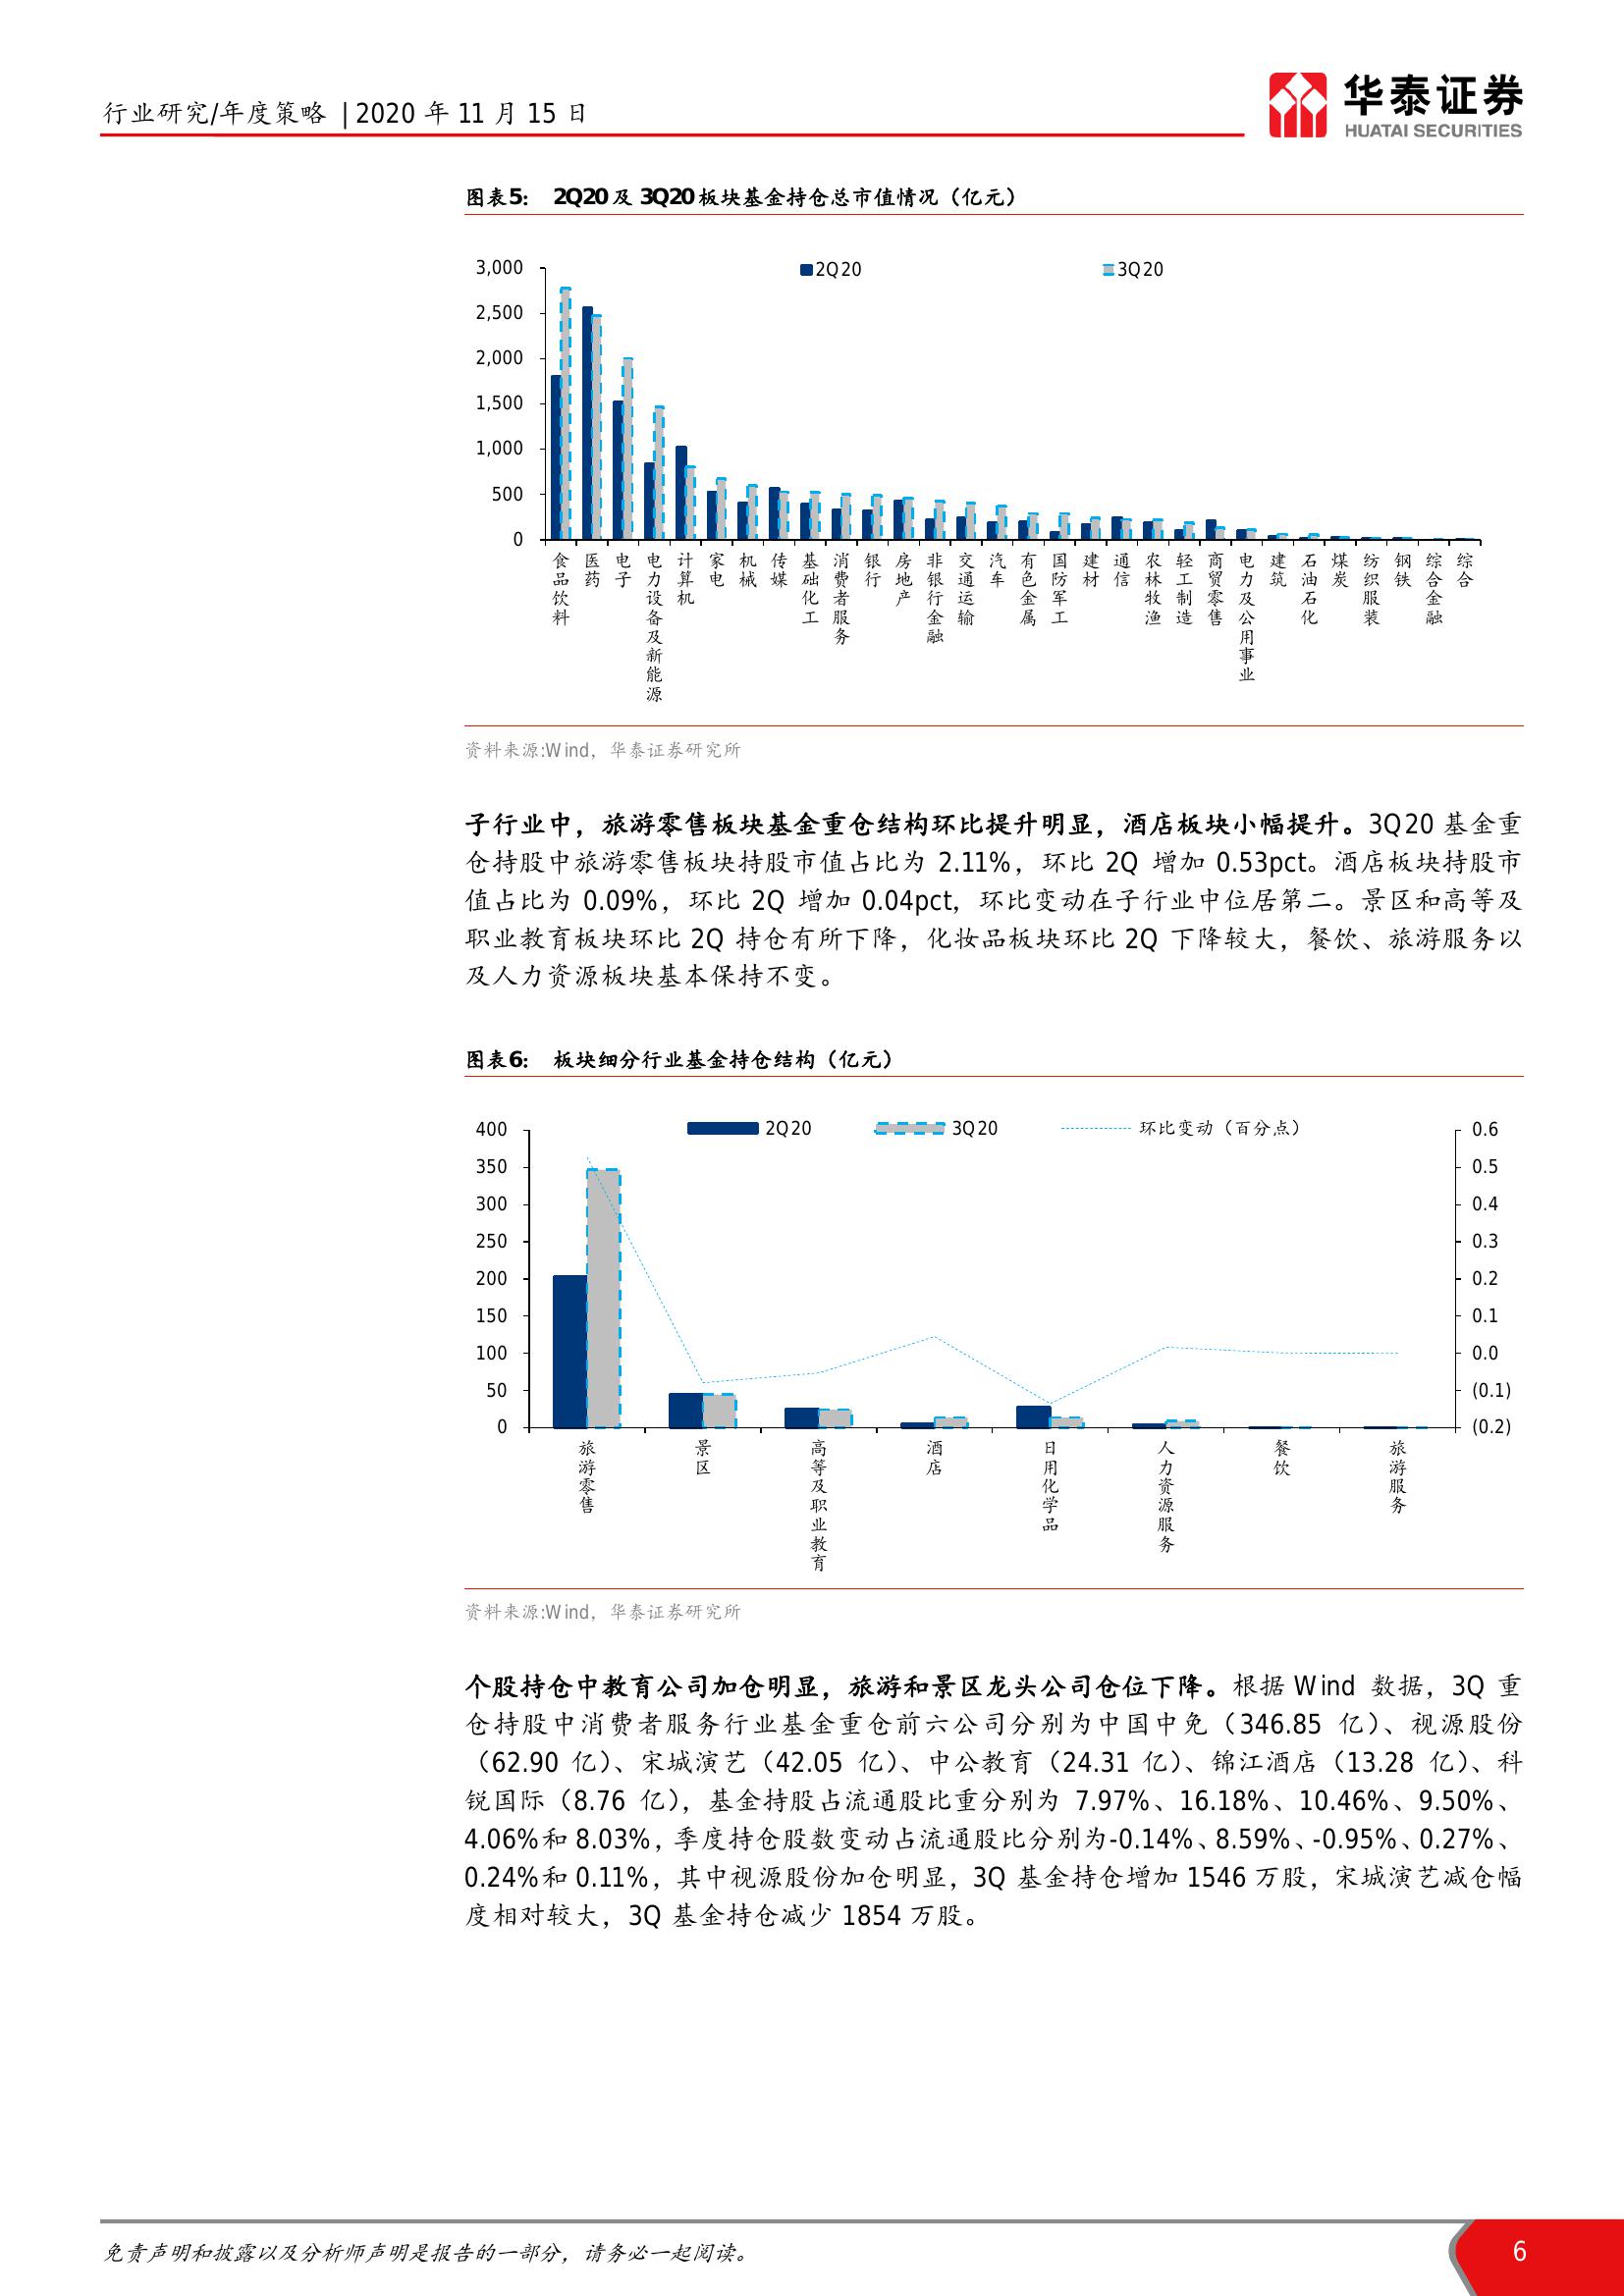 行业研究/年度策略 | 2020 年 11 月 15 日
华泰证券
HUATAI SECURITIES
图表5: 2Q20 及 3Q20 板块基金持仓总市值情况（亿元）
2Q20 3Q20
3,000
2,500
2,000
1,500
1,000
500
0
食品饮料
医药
电子
电力设备及新能源
计算机
家电
机械
传媒
基础化工
消费者服务
银行
房地产
非银行金融
交通运输
汽车
有色金属
国防军工
建材
通信
农林牧渔
轻工制造
商贸零售
电力及公用事业
建筑
石油石化
煤炭
纺织服装
钢铁
综合金融
综合
资料来源:Wind，华泰证券研究所
子行业中，旅游零售板块基金重仓结构环比提升明显，酒店板块小幅提升。3Q20 基金重
仓持股中旅游零售板块持股市值占比为 2.11%，环比 2Q 增加 0.53pct。酒店板块持股市
值占比为 0.09%，环比 2Q 增加 0.04pct，环比变动在子行业中位居第二。景区和高等及
职业教育板块环比 2Q 持仓有所下降，化妆品板块环比 2Q 下降较大，餐饮、旅游服务以
及人力资源板块基本保持不变。
图表6: 板块细分行业基金持仓结构（亿元）
2Q20 3Q20 环比变动（百分点）
400
350
300
250
200
150
100
50
0
0.6
0.5
0.4
0.3
0.2
0.1
0.0
(0.1)
(0.2)
旅游零售
景区
高等及职业教育
酒店
日用化学品
人力资源服务
餐饮
旅游服务
资料来源:Wind，华泰证券研究所
个股持仓中教育公司加仓明显，旅游和景区龙头公司仓位下降。根据 Wind 数据，3Q 重
仓持股中消费者服务行业基金重仓前六公司分别为中国中免（346.85 亿）、视源股份
（62.90 亿）、宋城演艺（42.05 亿）、中公教育（24.31 亿）、锦江酒店（13.28 亿）、科
锐国际（8.76 亿），基金持股占流通股比重分别为 7.97%、16.18%、10.46%、9.50%、
4.06%和 8.03%，季度持仓股数变动占流通股比分别为-0.14%、8.59%、-0.95%、0.27%、
0.24%和 0.11%，其中视源股份加仓明显，3Q 基金持仓增加 1546 万股，宋城演艺减仓幅
度相对较大，3Q 基金持仓减少 1854 万股。
免责声明和披露以及分析师声明是报告的一部分，请务必一起阅读。
6